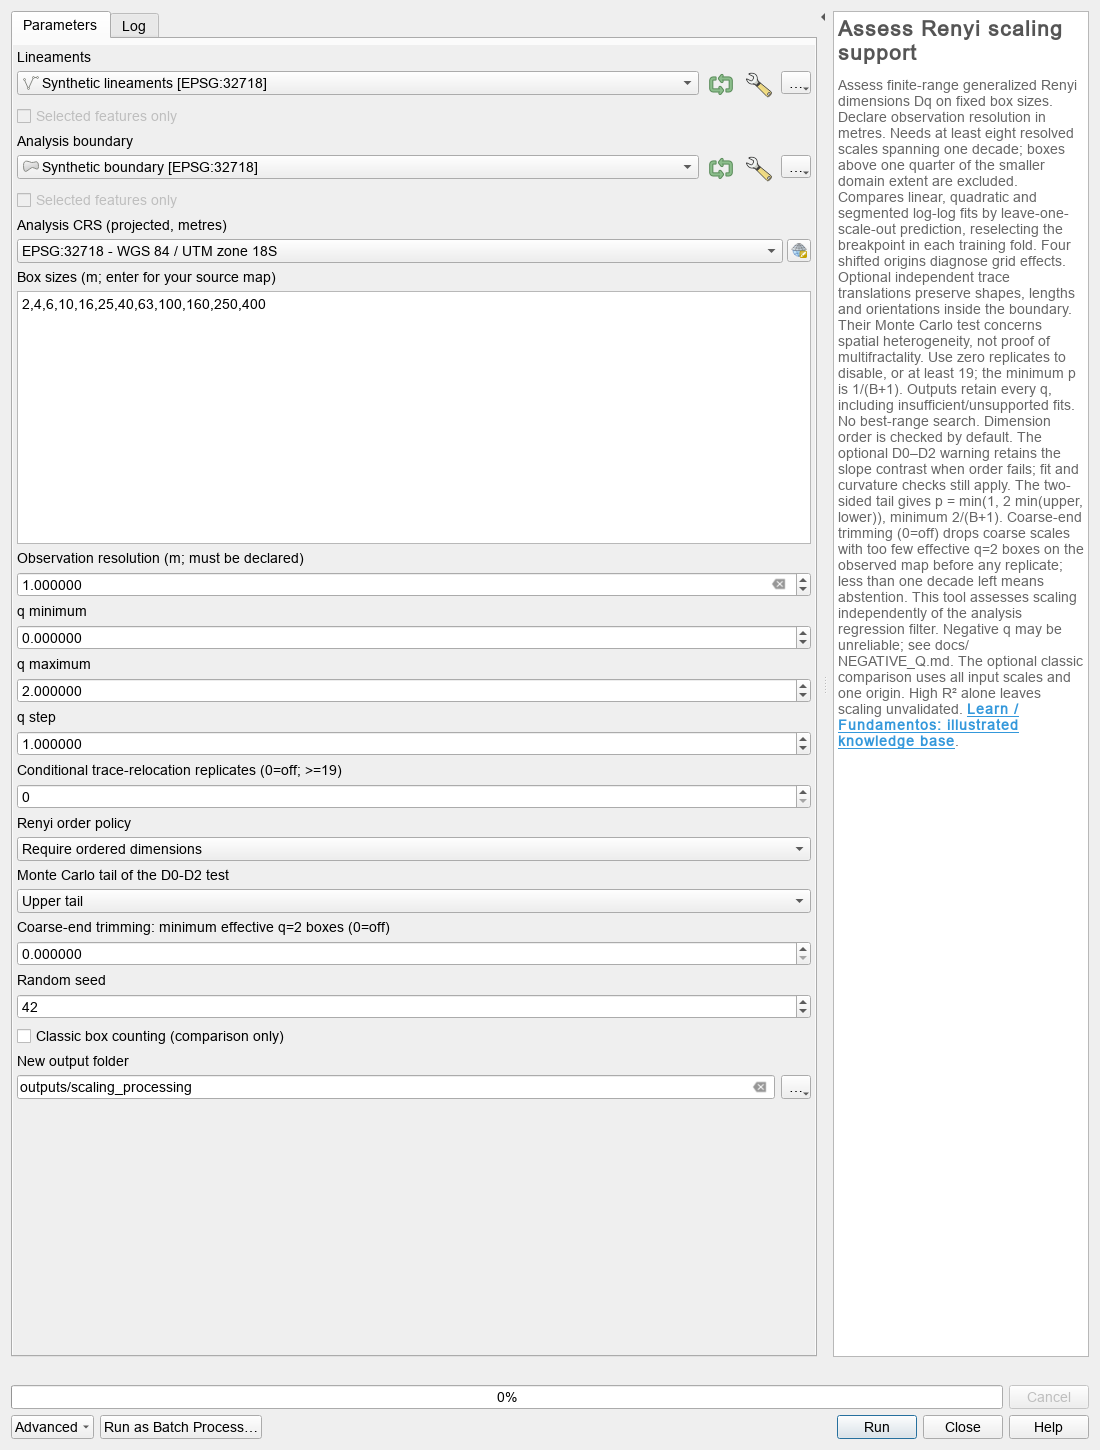 Parameters
Log
Lineaments
Synthetic lineaments [EPSG:32718]
...
Selected features only
Analysis boundary
Synthetic boundary [EPSG:32718]
...
Selected features only
Analysis CRS (projected, metres)
EPSG:32718 - WGS 84 / UTM zone 18S
Box sizes (m; enter for your source map)
2,4,6,10,16,25,40,63,100,160,250,400
Observation resolution (m; must be declared)
1.000000
q minimum
0.000000
q maximum
2.000000
q step
1.000000
Conditional trace-relocation replicates (0=off; >=19)
0
Renyi order policy
Require ordered dimensions
Monte Carlo tail of the D0-D2 test
Upper tail
Coarse-end trimming: minimum effective q=2 boxes (0=off)
0.000000
Random seed
42
Classic box counting (comparison only)
New output folder
outputs/scaling_processing
...
Assess Renyi scaling
support
Assess finite-range generalized Renyi
dimensions Dq on fixed box sizes.
Declare observation resolution in
metres. Needs at least eight resolved
scales spanning one decade; boxes
above one quarter of the smaller
domain extent are excluded.
Compares linear, quadratic and
segmented log-log fits by leave-one-
scale-out prediction, reselecting the
breakpoint in each training fold. Four
shifted origins diagnose grid effects.
Optional independent trace
translations preserve shapes, lengths
and orientations inside the boundary.
Their Monte Carlo test concerns
spatial heterogeneity, not proof of
multifractality. Use zero replicates to
disable, or at least 19; the minimum p
is 1/(B+1). Outputs retain every q,
including insufficient/unsupported fits.
No best-range search. Dimension
order is checked by default. The
optional D0–D2 warning retains the
slope contrast when order fails; fit and
curvature checks still apply. The two-
sided tail gives p = min(1, 2 min(upper,
lower)), minimum 2/(B+1). Coarse-end
trimming (0=off) drops coarse scales
with too few effective q=2 boxes on the
observed map before any replicate;
less than one decade left means
abstention. This tool assesses scaling
independently of the analysis
regression filter. Negative q may be
unreliable; see docs/
NEGATIVE_Q.md. The optional classic
comparison uses all input scales and
one origin. High R² alone leaves
scaling unvalidated. Learn /
Fundamentos: illustrated
knowledge base.
0%
Cancel
Advanced
Run as Batch Process…
Run
Close
Help